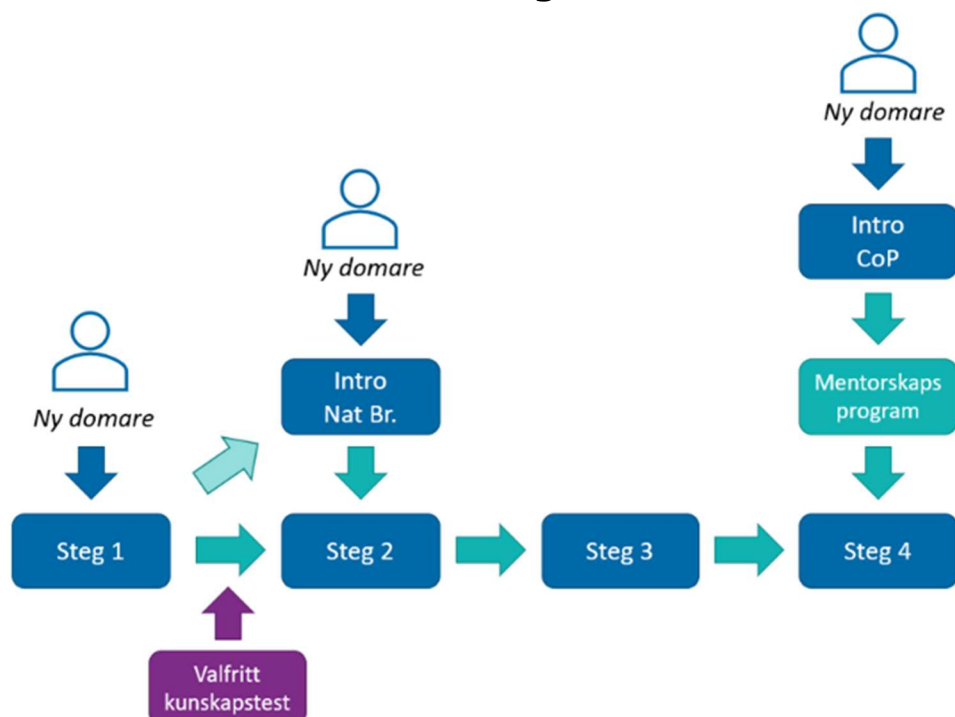 Ny domare
Intro
CoP
Ny domare
Mentorskaps
program
Intro
Nat Br.
Ny domare
Steg 1
Steg 2
Steg 3
Steg 4
Valfritt
kunskapstest